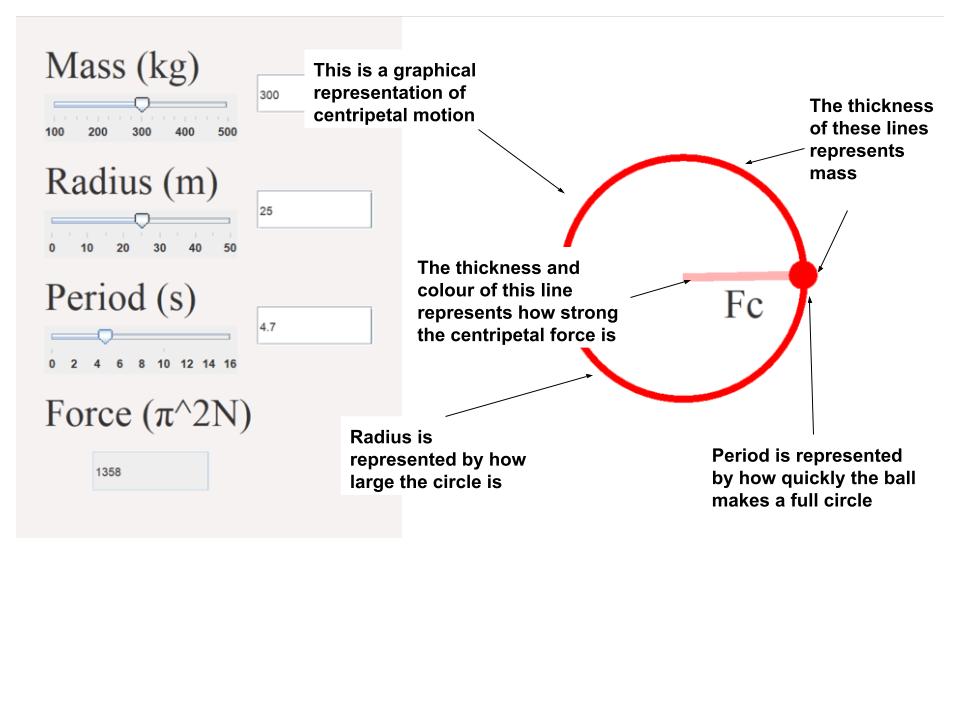 Mass (kg)
300
100 200 300 400 500
Radius (m)
25
0 10 20 30 40 50
Period (s)
4.7
0 2 4 6 8 10 12 14 16
Force (π^2N)
1358
This is a graphical
representation of
centripetal motion
The thickness
of these lines
represents
mass
The thickness and
colour of this line
represents how strong
the centripetal force is
Fc
Radius is
represented by how
large the circle is
Period is represented
by how quickly the ball
makes a full circle